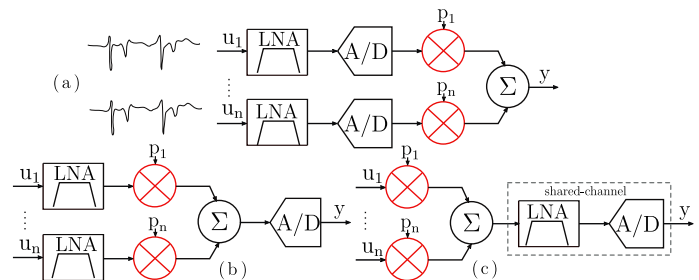 p1
u1 LNA A/D
(a) Σ y
pn
un LNA A/D
p1 p1
u1 LNA u1 shared-channel
Σ A/D y Σ LNA A/D y
pn pn
un LNA (b) un (c)